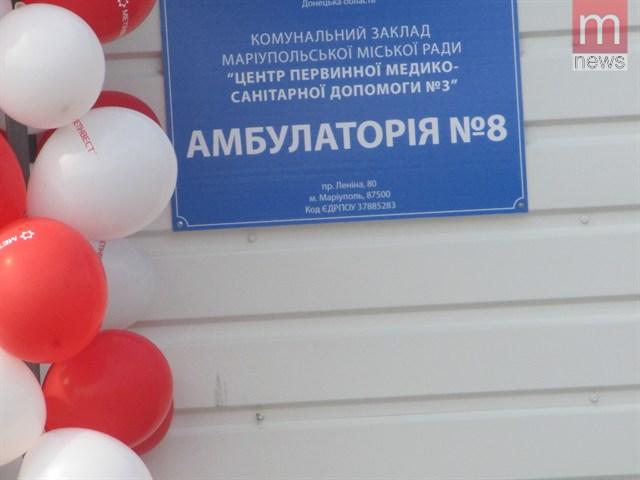 Донецька область
КОМУНАЛЬНИЙ ЗАКЛАД
МАРІУПОЛЬСЬКОЇ МІСЬКОЇ РАДИ
"ЦЕНТР ПЕРВИННОЇ МЕДИКО-
САНІТАРНОЇ ДОПОМОГИ №3"
АМБУЛАТОРІЯ №8
пр. Леніна, 80
м. Маріуполь, 87500
Код ЄДРПОУ 37885283
m
news
МЕТІНВЕСТ